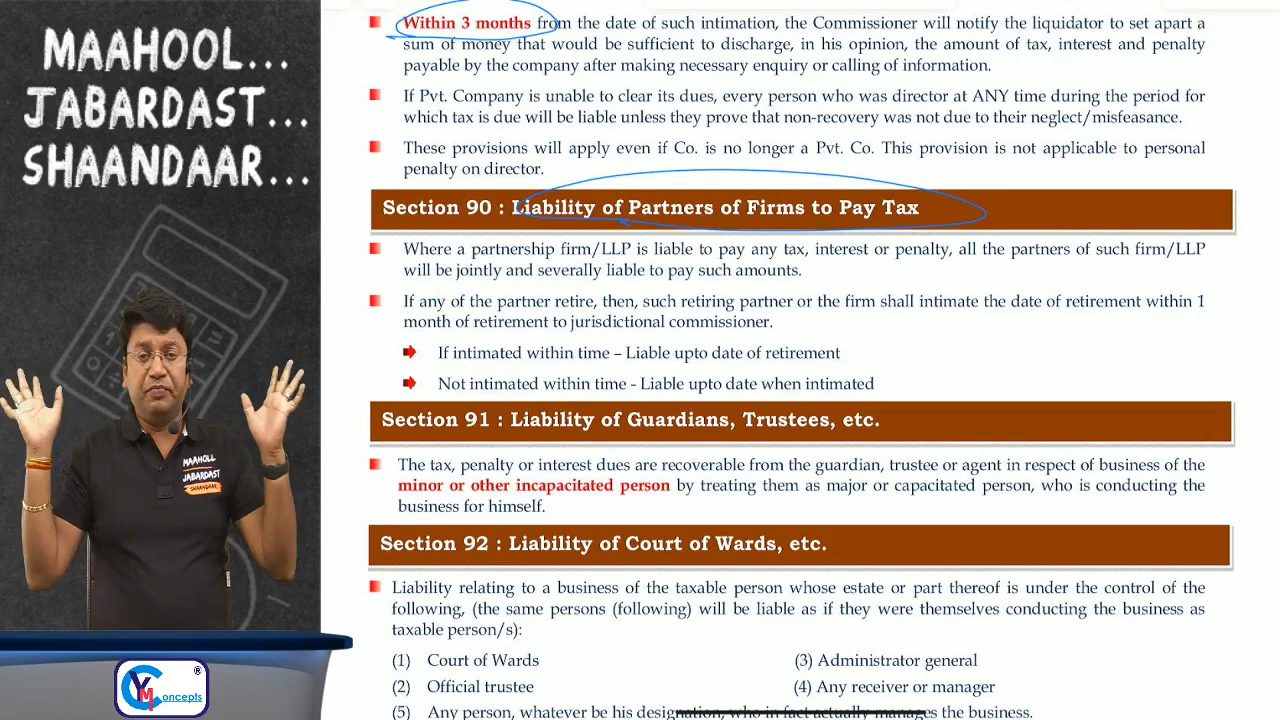 MAAHOOL...
JABARDAST...
SHAANDAAR...
Within 3 months from the date of such intimation, the Commissioner will notify the liquidator to set apart a
sum of money that would be sufficient to discharge, in his opinion, the amount of tax, interest and penalty
payable by the company after making necessary enquiry or calling of information.
If Pvt. Company is unable to clear its dues, every person who was director at ANY time during the period for
which tax is due will be liable unless they prove that non-recovery was not due to their neglect/misfeasance.
These provisions will apply even if Co. is no longer a Pvt. Co. This provision is not applicable to personal
penalty on director.
Section 90 : Liability of Partners of Firms to Pay Tax
Where a partnership firm/LLP is liable to pay any tax, interest or penalty, all the partners of such firm/LLP
will be jointly and severally liable to pay such amounts.
If any of the partner retire, then, such retiring partner or the firm shall intimate the date of retirement within 1
month of retirement to jurisdictional commissioner.
If intimated within time – Liable upto date of retirement
Not intimated within time - Liable upto date when intimated
Section 91 : Liability of Guardians, Trustees, etc.
The tax, penalty or interest dues are recoverable from the guardian, trustee or agent in respect of business of the
minor or other incapacitated person by treating them as major or capacitated person, who is conducting the
business for himself.
Section 92 : Liability of Court of Wards, etc.
Liability relating to a business of the taxable person whose estate or part thereof is under the control of the
following, (the same persons (following) will be liable as if they were themselves conducting the business as
taxable person/s):
(1) Court of Wards
(3) Administrator general
(2) Official trustee
(4) Any receiver or manager
(5) Any person, whatever be his designation, who in fact actually manages the business.
MAAHOLL
JABARDAST
SHAANDAAR
YM Concepts ®